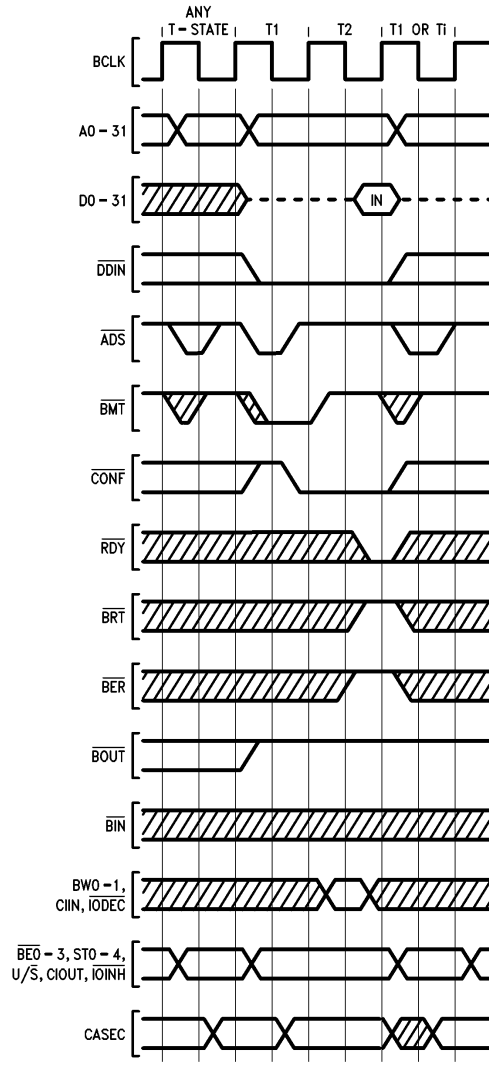 ANY
T-STATE T1 T2 T1 OR Ti
BCLK
A0-31
D0-31 IN
DDIN
ADS
BMT
CONF
RDY
BRT
BER
BOUT
BIN
BW0-1,
CIIN, IODEC
BE0-3, ST0-4,
U/S, CIOUT, IOINH
CASEC